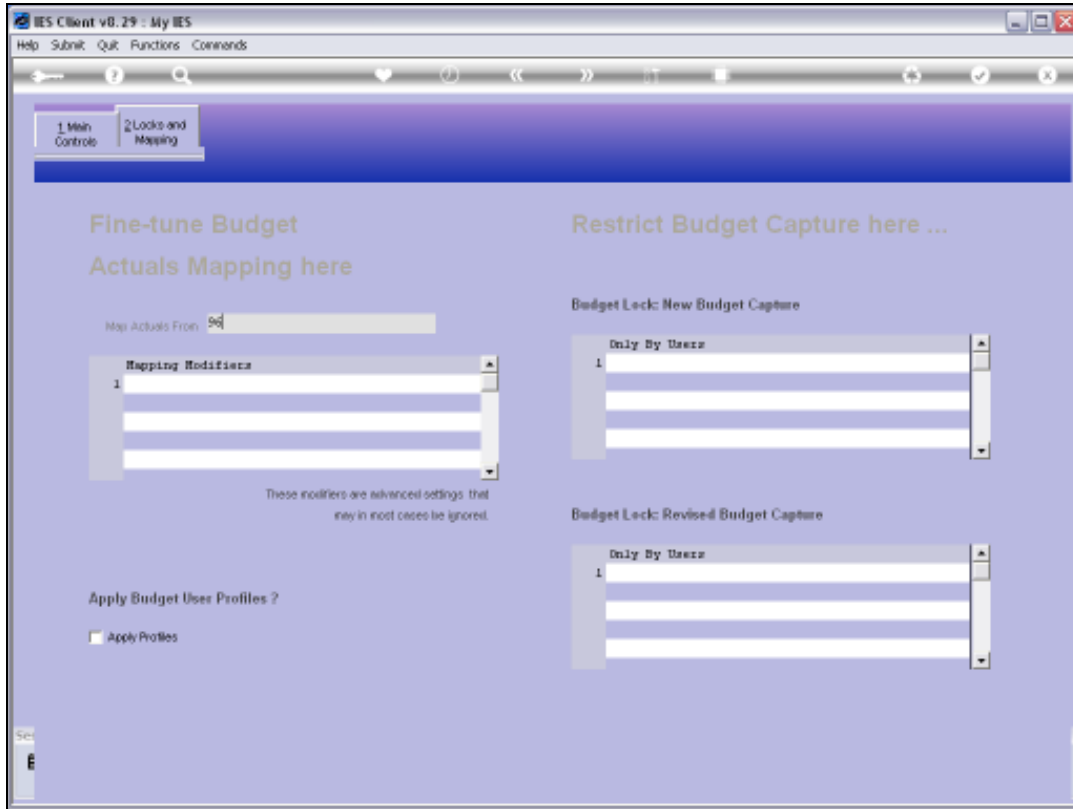 IES Client v8.29 : My IES
Help Submit Quit Functions Commands
1 Main
Controls
2 Locks and
Mapping
Fine-tune Budget
Actuals Mapping here
Map Actuals From 96
Mapping Modifiers
1
These modifiers are advanced settings that
may in most cases be ignored.
Apply Budget User Profiles ?
Apply Profiles
Restrict Budget Capture here ...
Budget Lock: New Budget Capture
Only By Users
1
Budget Lock: Revised Budget Capture
Only By Users
1